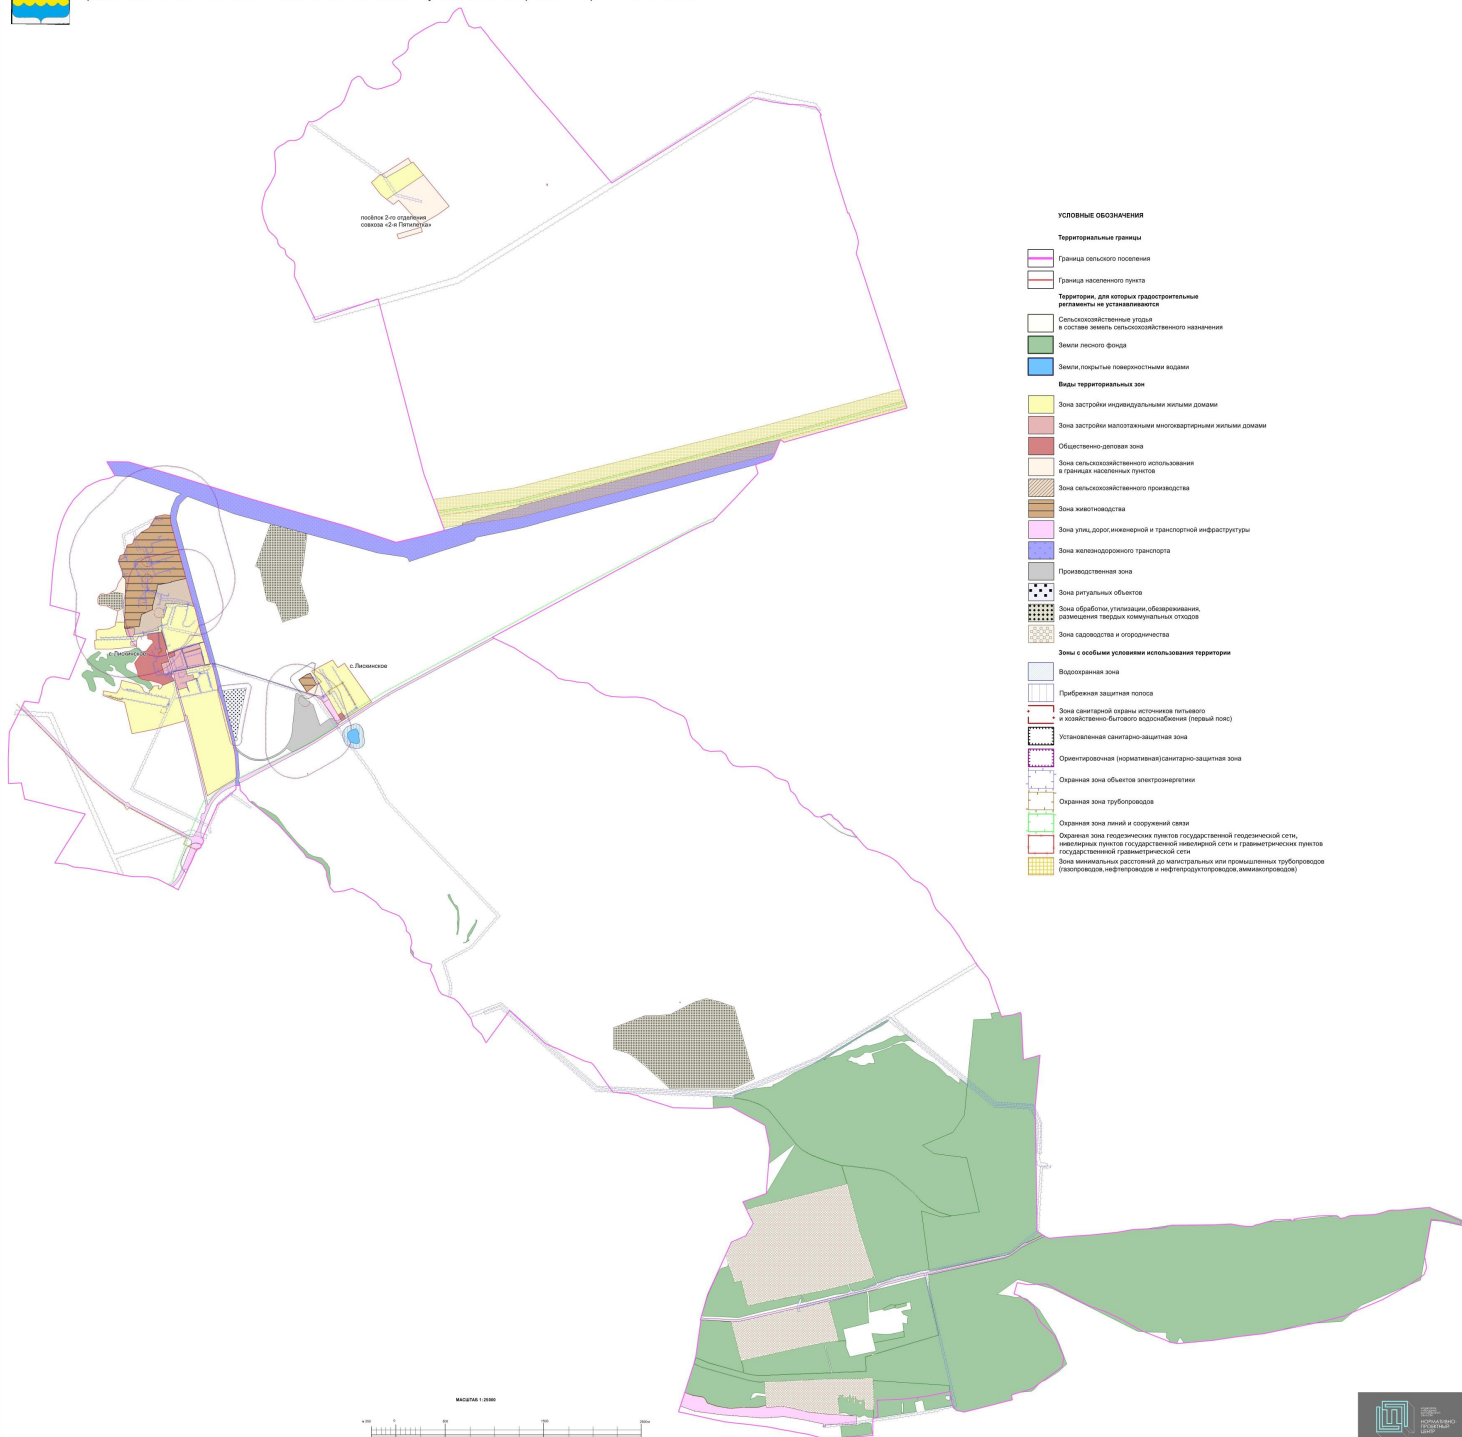 посёлок 2-го отделения
совхоза «2-я Пятилетка»
с. Лискинское
с. Лискинское
УСЛОВНЫЕ ОБОЗНАЧЕНИЯ
Территориальные границы
Граница сельского поселения
Граница населенного пункта
Территории, для которых градостроительные
регламенты не устанавливаются
Сельскохозяйственные угодья
в составе земель сельскохозяйственного назначения
Земли лесного фонда
Земли, покрытые поверхностными водами
Виды территориальных зон
Зона застройки индивидуальными жилыми домами
Зона застройки малоэтажными многоквартирными жилыми домами
Общественно-деловая зона
Зона сельскохозяйственного использования
в границах населенных пунктов
Зона сельскохозяйственного производства
Зона животноводства
Зона улиц, дорог, инженерной и транспортной инфраструктуры
Зона железнодорожного транспорта
Производственная зона
Зона ритуальных объектов
Зона обработки, утилизации, обезвреживания,
размещения твердых коммунальных отходов
Зона садоводства и огородничества
Зоны с особыми условиями использования территории
Водоохранная зона
Прибрежная защитная полоса
Зона санитарной охраны источников питьевого
и хозяйственно-бытового водоснабжения (первый пояс)
Установленная санитарно-защитная зона
Ориентировочная (нормативная) санитарно-защитная зона
Охранная зона объектов электроэнергетики
Охранная зона трубопроводов
Охранная зона линий и сооружений связи
Охранная зона геодезических пунктов государственной геодезической сети,
нивелирных пунктов государственной нивелирной сети и гравиметрических пунктов
государственной гравиметрической сети
Зона минимальных расстояний до магистральных или промышленных трубопроводов
(газопроводов, нефтепроводов и нефтепродуктопроводов, аммиакопроводов)
МАСШТАБ 1:25000
НОРМАТИВНО
ПРОЕКТНЫЙ
ЦЕНТР